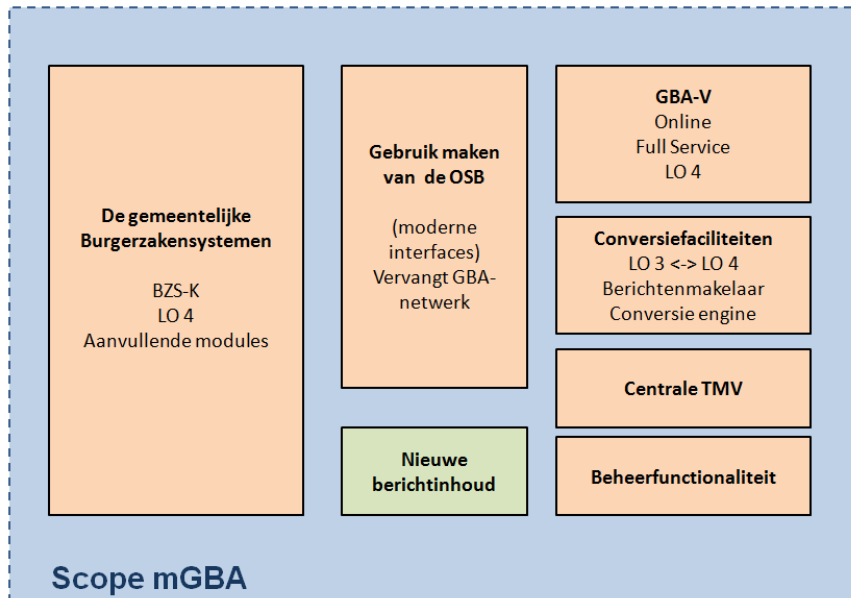 De gemeentelijke
Burgerzakensystemen
BZS-K
LO 4
Aanvullende modules
Gebruik maken
van de OSB
(moderne
interfaces)
Vervangt GBA-
netwerk
Nieuwe
berichtinhoud
GBA-V
Online
Full Service
LO 4
Conversiefaciliteiten
LO 3 <-> LO 4
Berichtenmakelaar
Conversie engine
Centrale TMV
Beheerfunctionaliteit
Scope mGBA